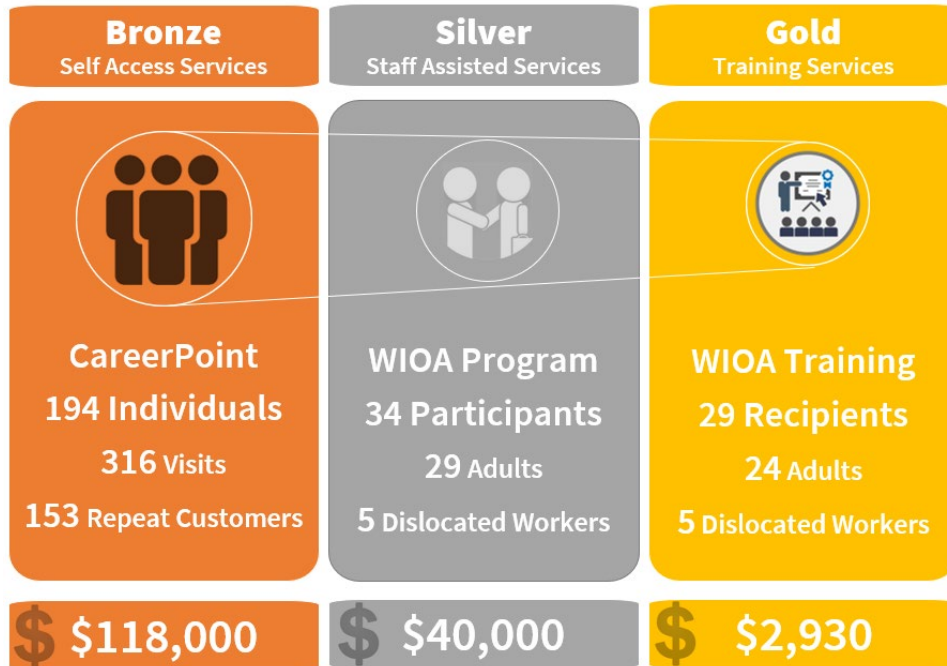 Bronze
Self Access Services
CareerPoint
194 Individuals
316 Visits
153 Repeat Customers
$ $118,000
Silver
Staff Assisted Services
WIOA Program
34 Participants
29 Adults
5 Dislocated Workers
$ $40,000
Gold
Training Services
WIOA Training
29 Recipients
24 Adults
5 Dislocated Workers
$ $2,930